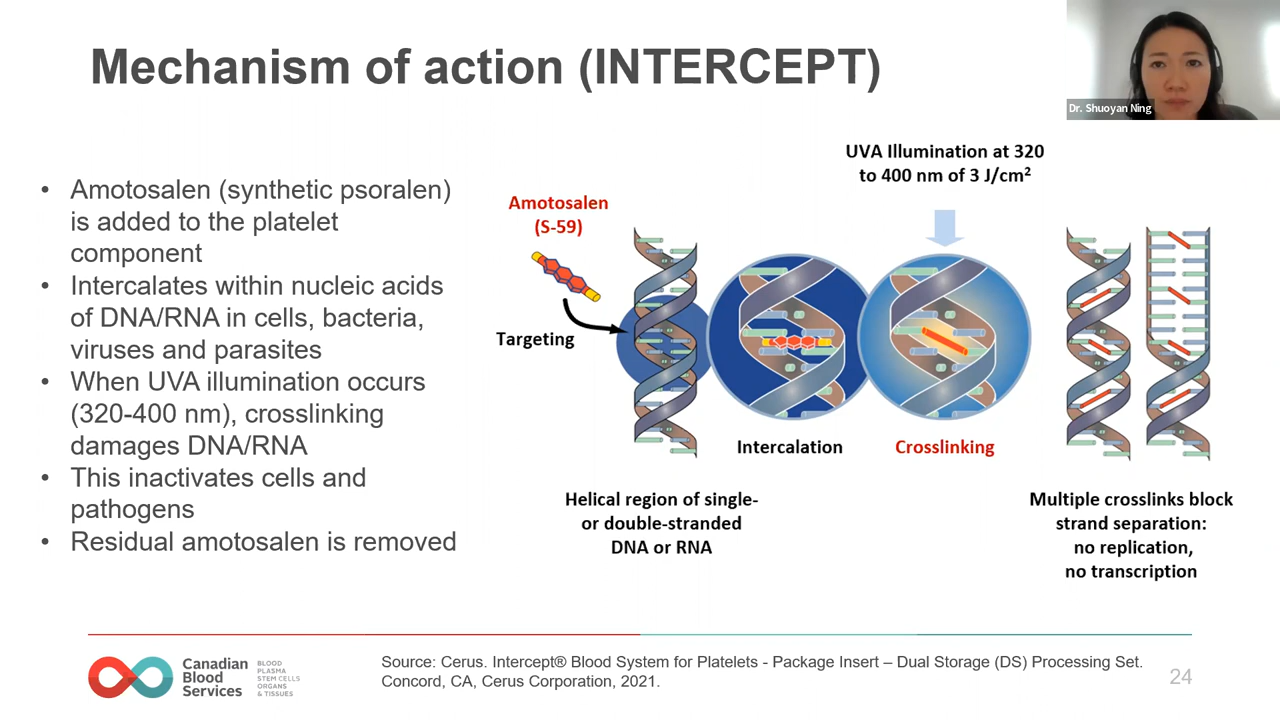 Mechanism of action (INTERCEPT)
Dr. Shuoyan Ning
• Amotosalen (synthetic psoralen)
is added to the platelet
component
• Intercalates within nucleic acids
of DNA/RNA in cells, bacteria,
viruses and parasites
• When UVA illumination occurs
(320-400 nm), crosslinking
damages DNA/RNA
• This inactivates cells and
pathogens
• Residual amotosalen is removed
Amotosalen
(S-59)
Targeting
UVA Illumination at 320
to 400 nm of 3 J/cm²
Intercalation
Crosslinking
Helical region of single-
or double-stranded
DNA or RNA
Multiple crosslinks block
strand separation:
no replication,
no transcription
Canadian
Blood
Services
BLOOD
PLASMA
STEM CELLS
ORGANS
& TISSUES
Source: Cerus. Intercept® Blood System for Platelets - Package Insert – Dual Storage (DS) Processing Set.
Concord, CA, Cerus Corporation, 2021.
24